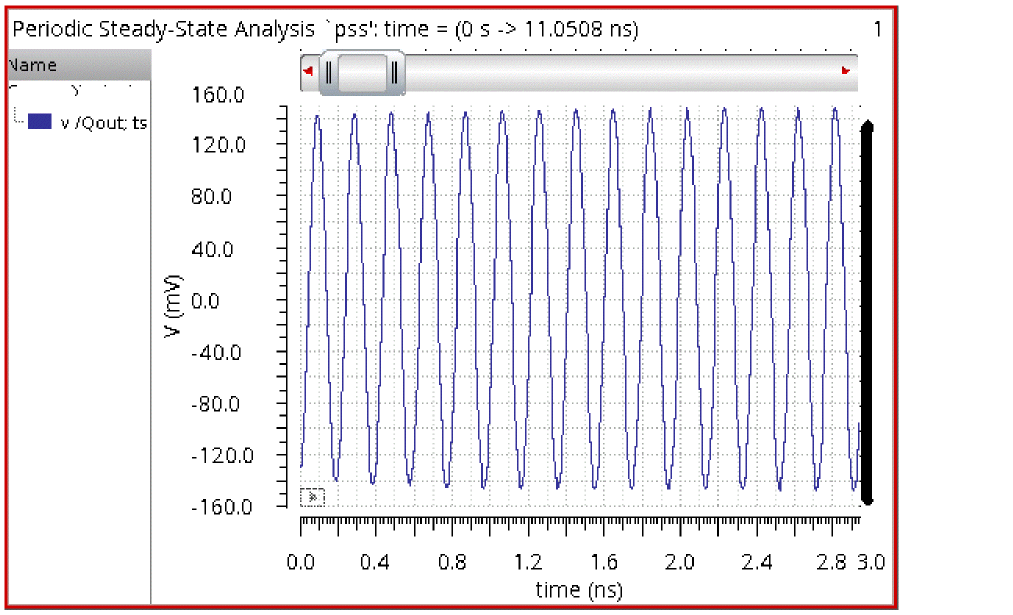 Periodic Steady-State Analysis `pss': time = (0 s -> 11.0508 ns) 1
Name
v /Qout; ts
160.0
120.0
80.0
40.0
0.0
-40.0
-80.0
-120.0
-160.0
V (mV)
0.0 0.4 0.8 1.2 1.6 2.0 2.4 2.8 3.0
time (ns)